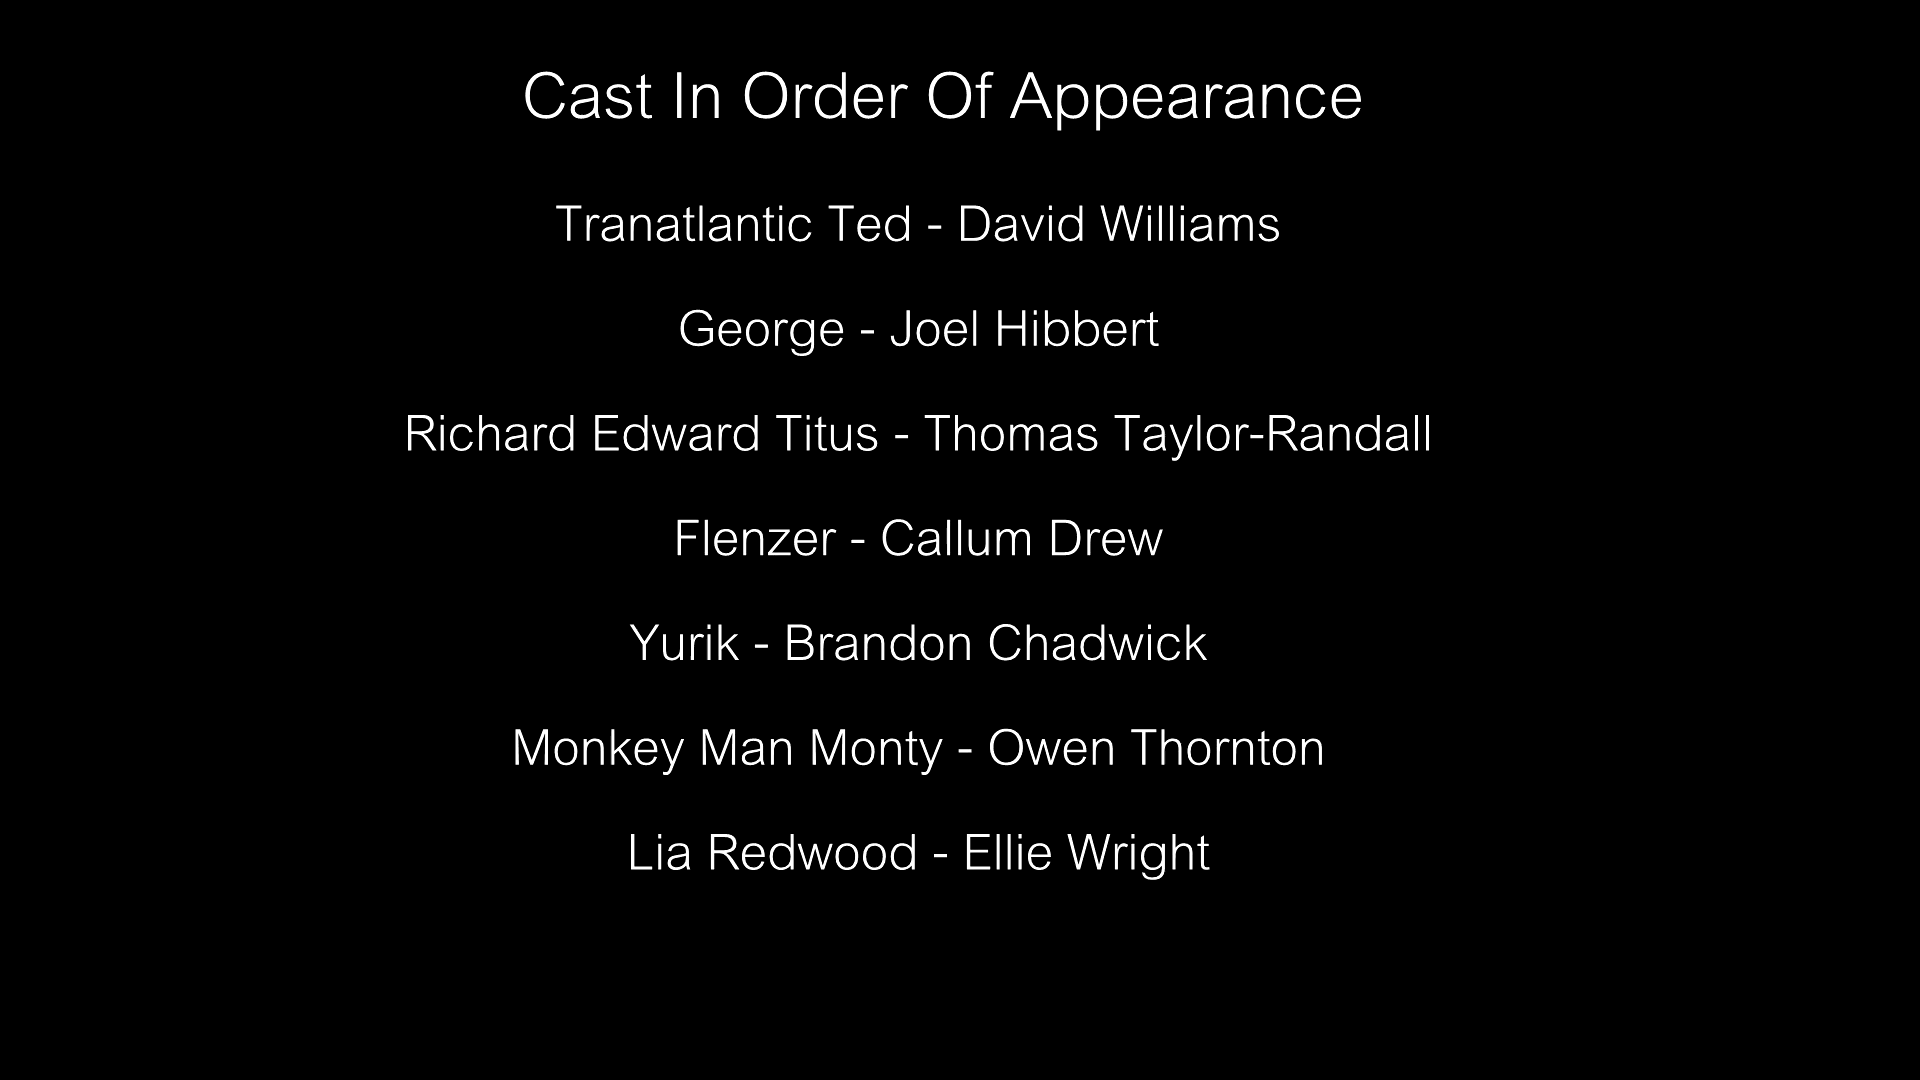 Cast In Order Of Appearance
Tranatlantic Ted - David Williams
George - Joel Hibbert
Richard Edward Titus - Thomas Taylor-Randall
Flenzer - Callum Drew
Yurik - Brandon Chadwick
Monkey Man Monty - Owen Thornton
Lia Redwood - Ellie Wright